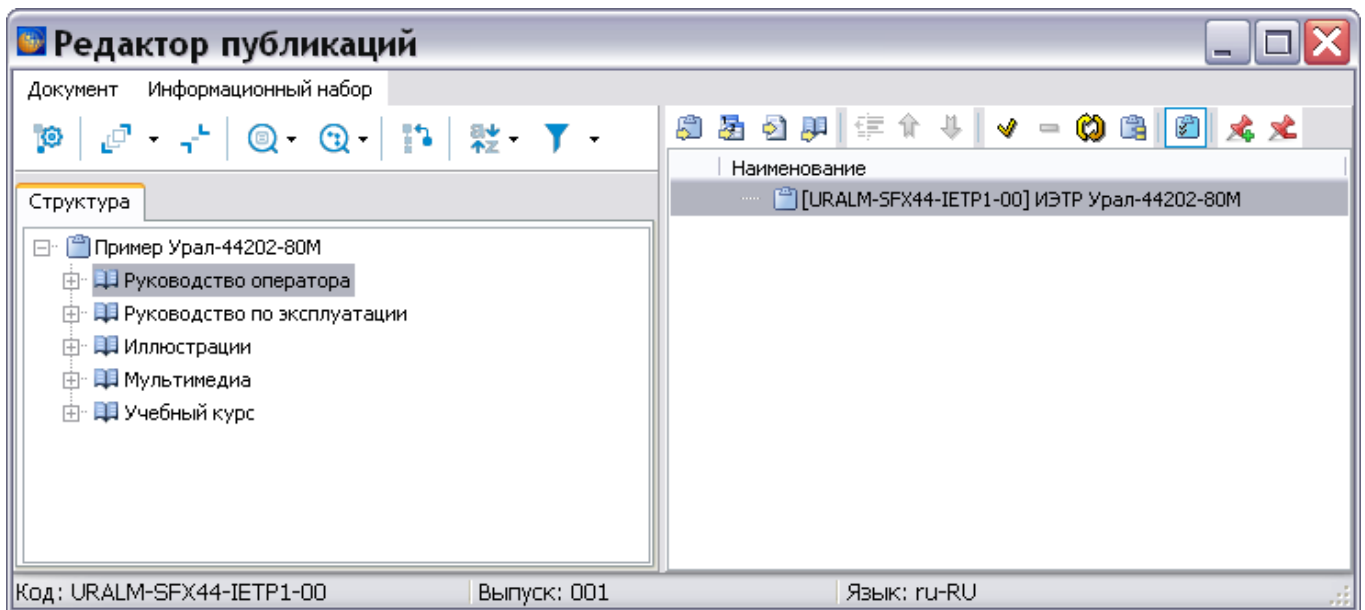 Редактор публикаций
Документ Информационный набор
Наименование
Структура
[URALM-SFX44-IETP1-00] ИЭТР Урал-44202-80М
Пример Урал-44202-80М
Руководство оператора
Руководство по эксплуатации
Иллюстрации
Мультимедиа
Учебный курс
Код: URALM-SFX44-IETP1-00 Выпуск: 001 Язык: ru-RU